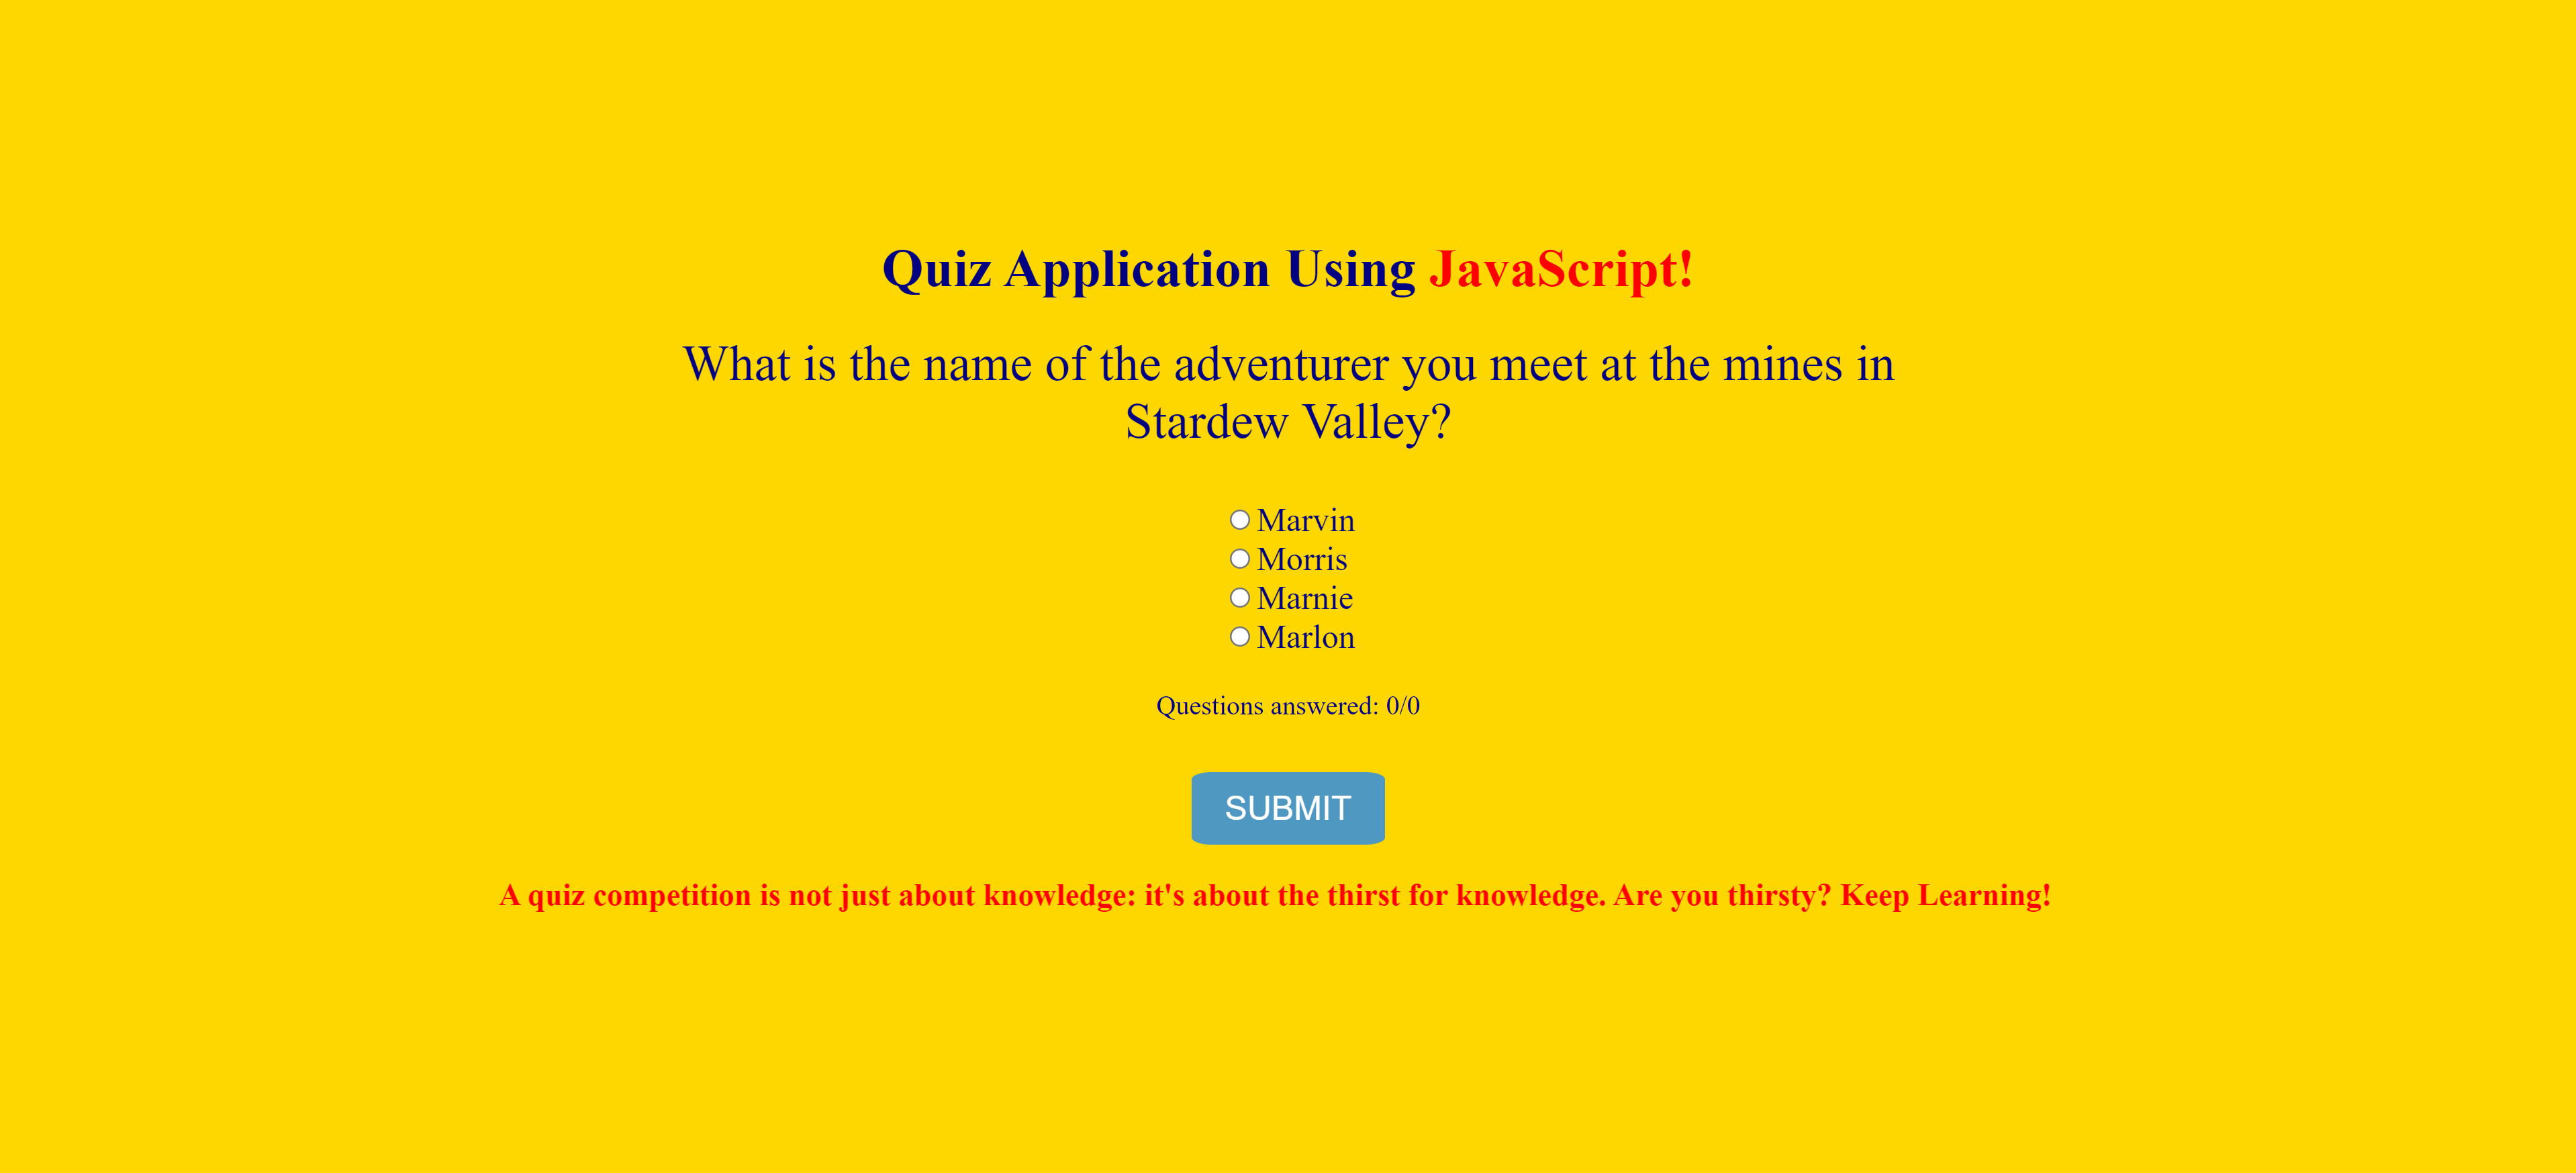 Quiz Application Using JavaScript!
What is the name of the adventurer you meet at the mines in
Stardew Valley?
Marvin
Morris
Marnie
Marlon
Questions answered: 0/0
SUBMIT
A quiz competition is not just about knowledge: it's about the thirst for knowledge. Are you thirsty? Keep Learning!